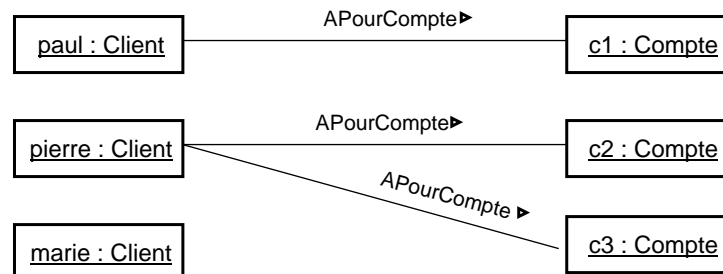 APourCompte
paul : Client
c1 : Compte
APourCompte
pierre : Client
c2 : Compte
APourCompte
marie : Client
c3 : Compte